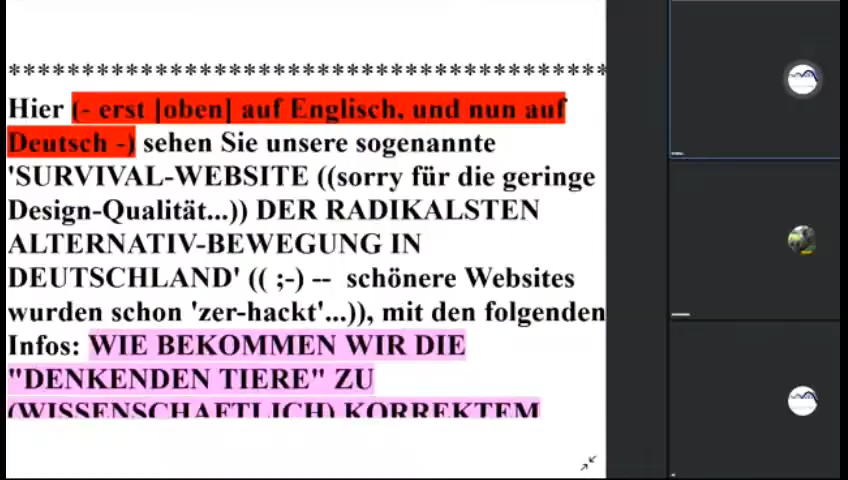 ******************************************
Hier (- erst [oben] auf Englisch, und nun auf
Deutsch -) sehen Sie unsere sogenannte
'SURVIVAL-WEBSITE ((sorry für die geringe
Design-Qualität...)) DER RADIKALSTEN
ALTERNATIV-BEWEGUNG IN
DEUTSCHLAND' (( ;-) -- schönere Websites
wurden schon 'zer-hackt'...)), mit den folgenden
Infos: WIE BEKOMMEN WIR DIE
"DENKENDEN TIERE" ZU
(WISSENSCHAFTLICH) KORREKTEM